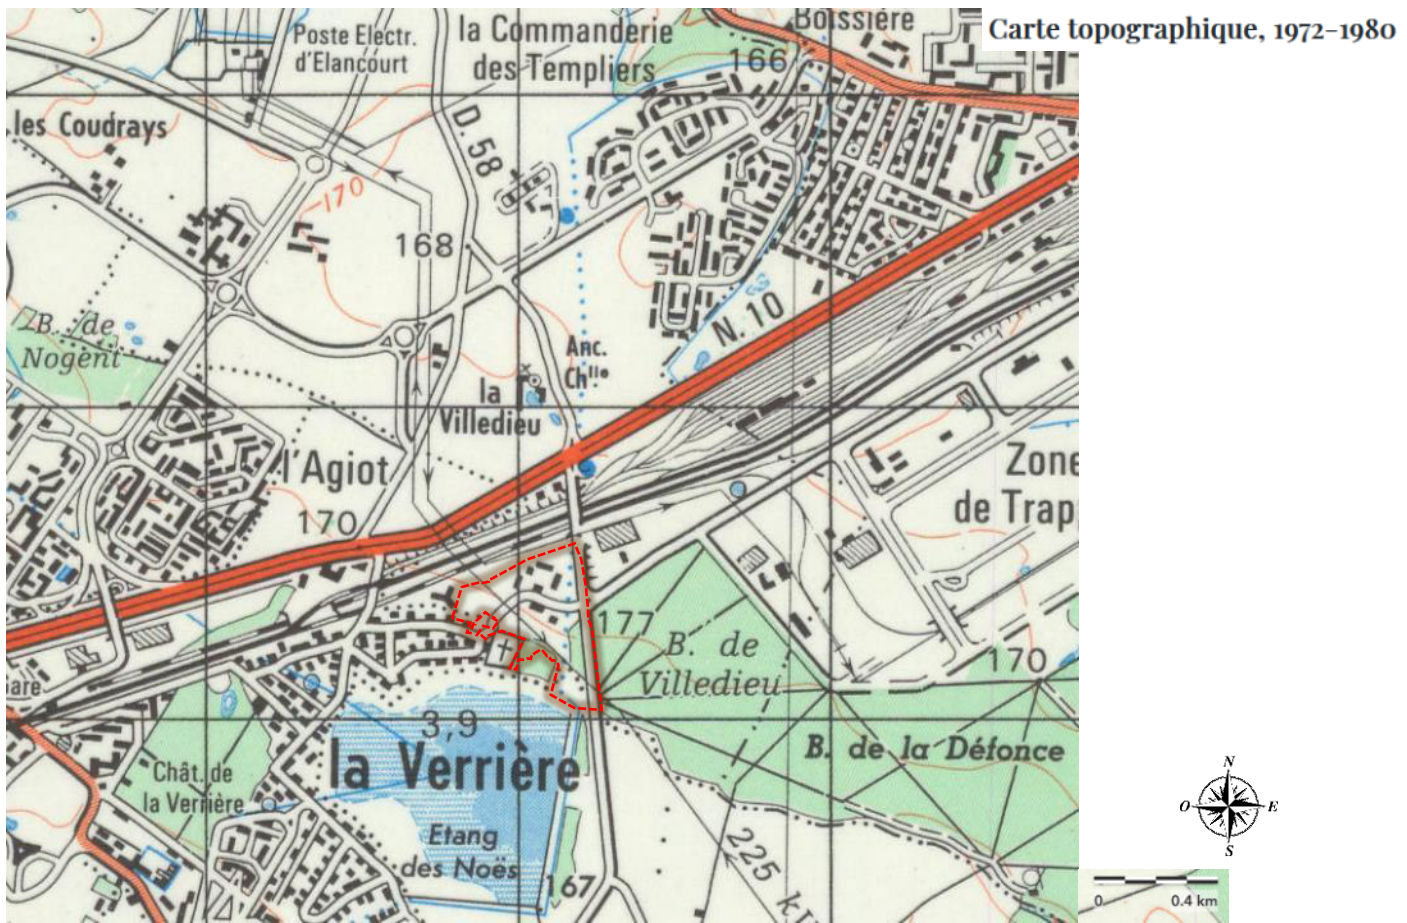 Carte topographique, 1972–1980
Poste Electr.
d'Elancourt
la Commanderie
des Templiers
Boissière
166
les Coudrays
D. 58
170
168
B. de
Nogent
N. 10
Anc.
Chlle
la
Villedieu
l'Agiot
170
Zone
de Trap
177
B. de
Villedieu
170
are
3,9
la Verrière
B. de la Défonce
Chât. de
la Verrière
Etang
des Noës
167
225 k
N
O
E
S
0
0.4 km